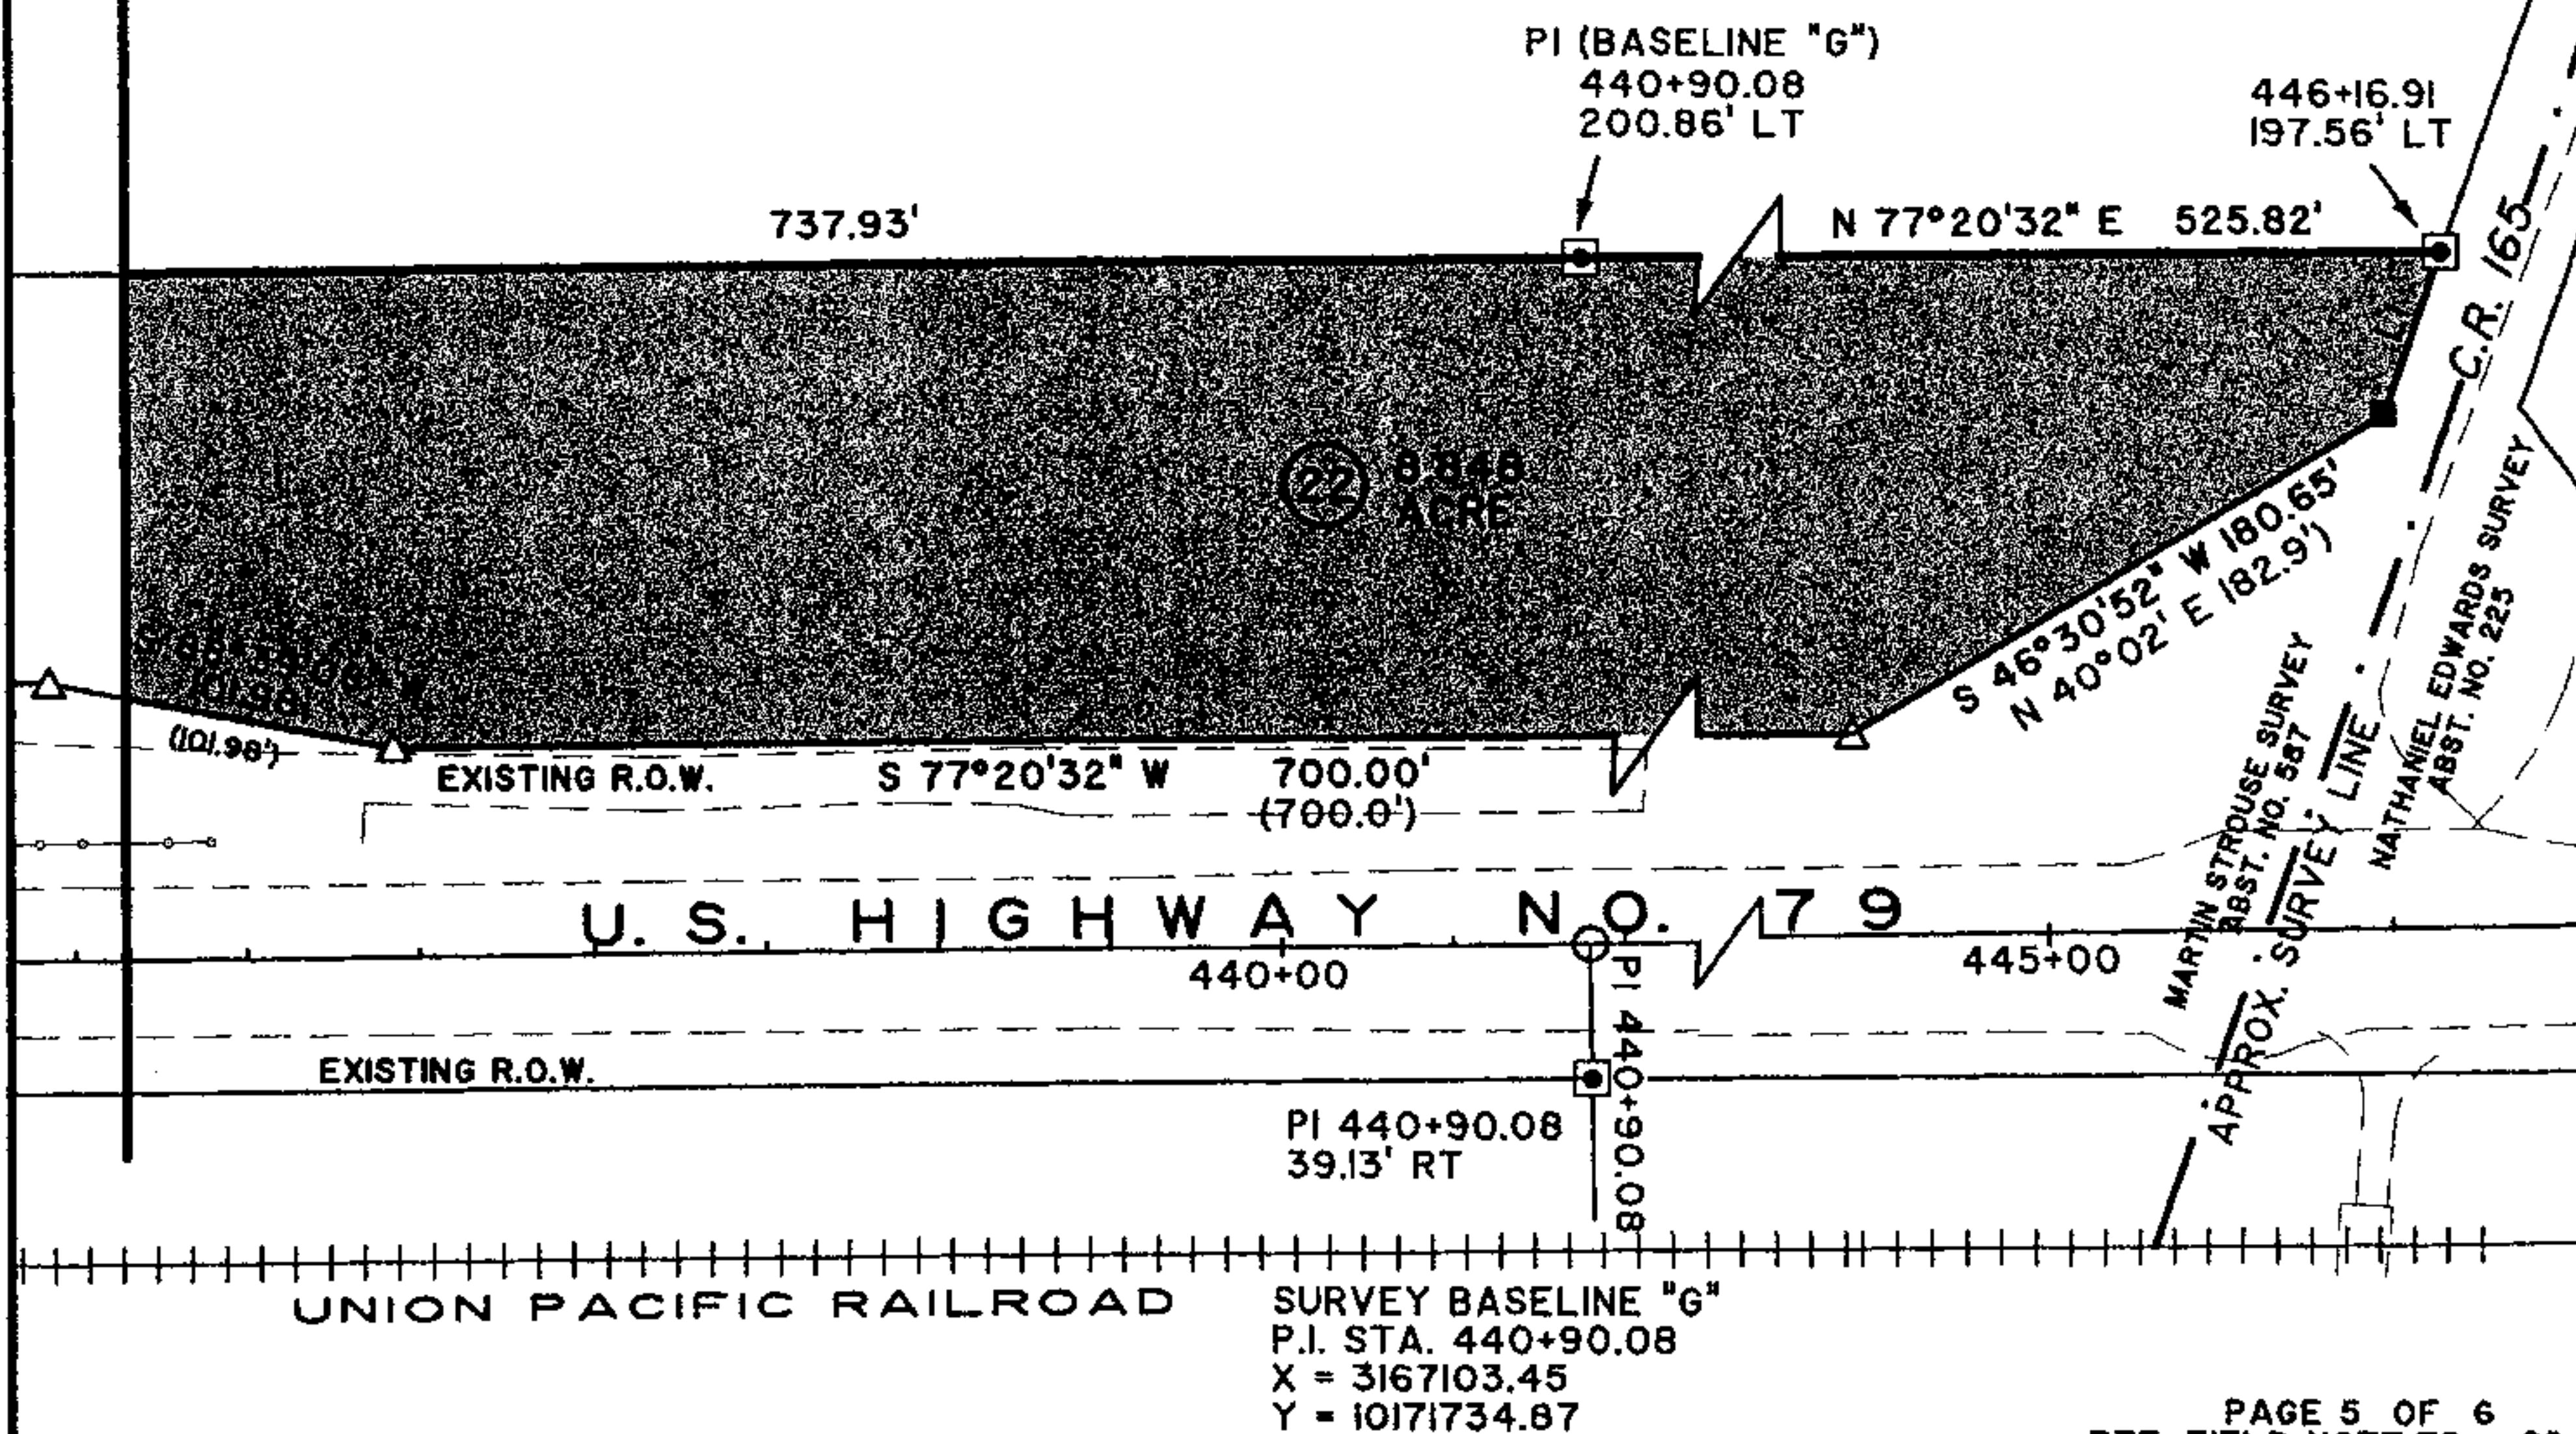 PI (BASELINE "G")
440+90.08
200.86' LT
446+16.91
197.56' LT
737.93'
N 77°20'32" E 525.82'
C.R. 165
22
ACRE
S 46°30'52" W 180.65'
N 40°02' E 182.9')
101.98'
(101.98')
EXISTING R.O.W.
S 77°20'32" W 700.00'
(700.0')
MARTIN STROUSE SURVEY
ABST. NO. 587
APPROX. SURVEY LINE
NATHANIEL EDWARDS SURVEY
ABST. NO. 225
U.S. HIGHWAY NO. 79
440+00
445+00
PI 440+90.08
EXISTING R.O.W.
PI 440+90.08
39.13' RT
UNION PACIFIC RAILROAD
SURVEY BASELINE "G"
P.I. STA. 440+90.08
X = 3167103.45
Y = 10171734.87
PAGE 5 OF 6